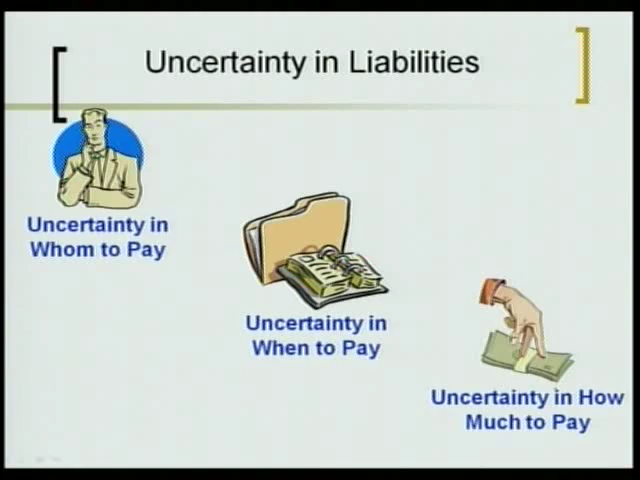 Uncertainty in Liabilities
Uncertainty in
Whom to Pay
Uncertainty in
When to Pay
Uncertainty in How
Much to Pay